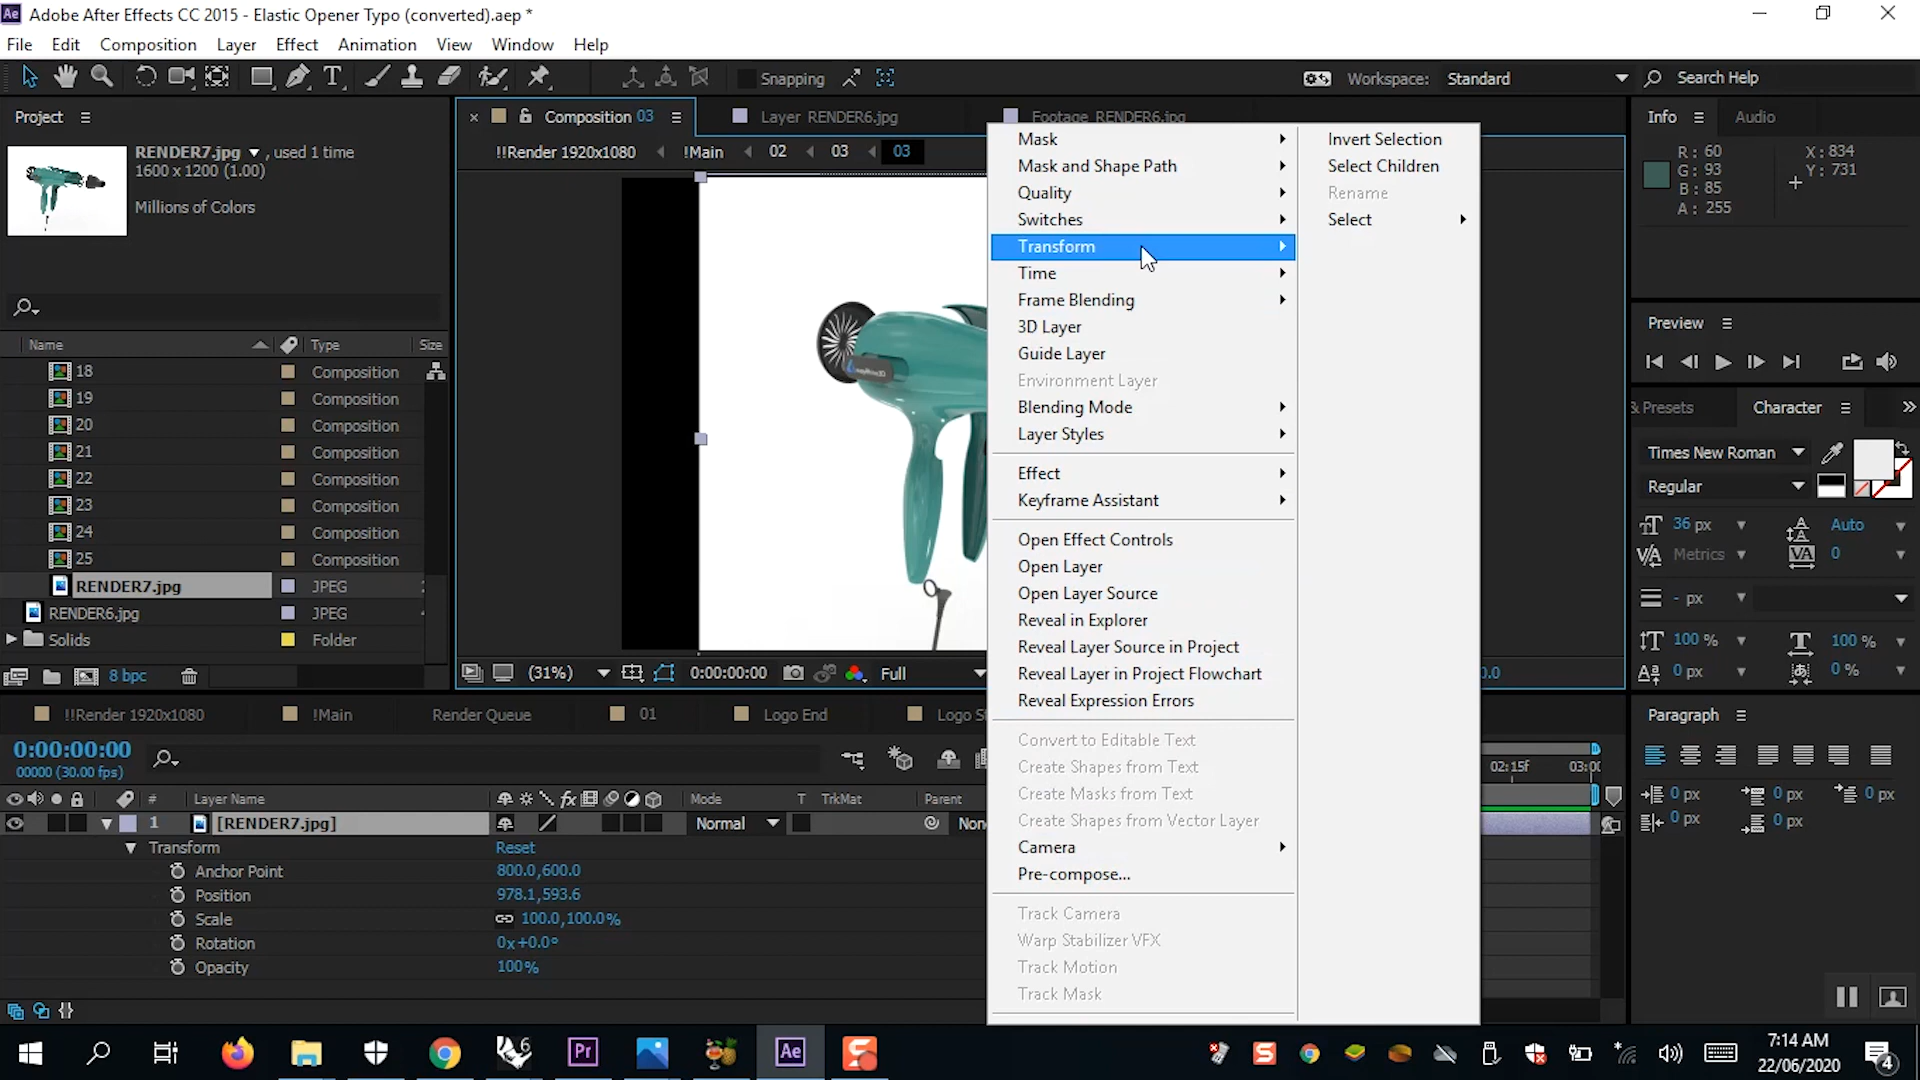 Adobe After Effects CC 2015 - Elastic Opener Typo (converted).aep *
File Edit Composition Layer Effect Animation View Window Help
Snapping
Workspace: Standard
Search Help
Project
Composition 03
Layer RENDER6.jpg
Footage RENDER6.jpg
Info
Audio
RENDER7.jpg , used 1 time
1600 x 1200 (1.00)
Millions of Colors
!!Render 1920x1080 !Main 02 03 03
R: 60
G: 93
B: 85
A: 255
X: 834
Y: 731
Mask
Mask and Shape Path
Quality
Switches
Transform
Time
Frame Blending
3D Layer
Guide Layer
Environment Layer
Blending Mode
Layer Styles
Effect
Keyframe Assistant
Open Effect Controls
Open Layer
Open Layer Source
Reveal in Explorer
Reveal Layer Source in Project
Reveal Layer in Project Flowchart
Reveal Expression Errors
Convert to Editable Text
Create Shapes from Text
Create Masks from Text
Create Shapes from Vector Layer
Camera
Pre-compose...
Track Camera
Warp Stabilizer VFX
Track Motion
Track Mask
Invert Selection
Select Children
Rename
Select
Name Type Size
18 Composition
19 Composition
20 Composition
21 Composition
22 Composition
23 Composition
24 Composition
25 Composition
RENDER7.jpg JPEG
RENDER6.jpg JPEG
Solids Folder
8 bpc
(31%)
0:00:00:00
Full
Preview
& Presets
Character
Times New Roman
Regular
36 px
Auto
Metrics
0
- px
100 %
100 %
0 px
0 %
Paragraph
0 px
0 px
0 px
0 px
0 px
!!Render 1920x1080
!Main
Render Queue
01
Logo End
0:00:00:00
00000 (30.00 fps)
02:15f
# Layer Name
Mode
T TrkMat
Parent
1 [RENDER7.jpg]
Normal
Transform Reset
Anchor Point 800.0,600.0
Position 978.1,593.6
Scale 100.0,100.0%
Rotation 0x+0.0°
Opacity 100%
7:14 AM
22/06/2020
4